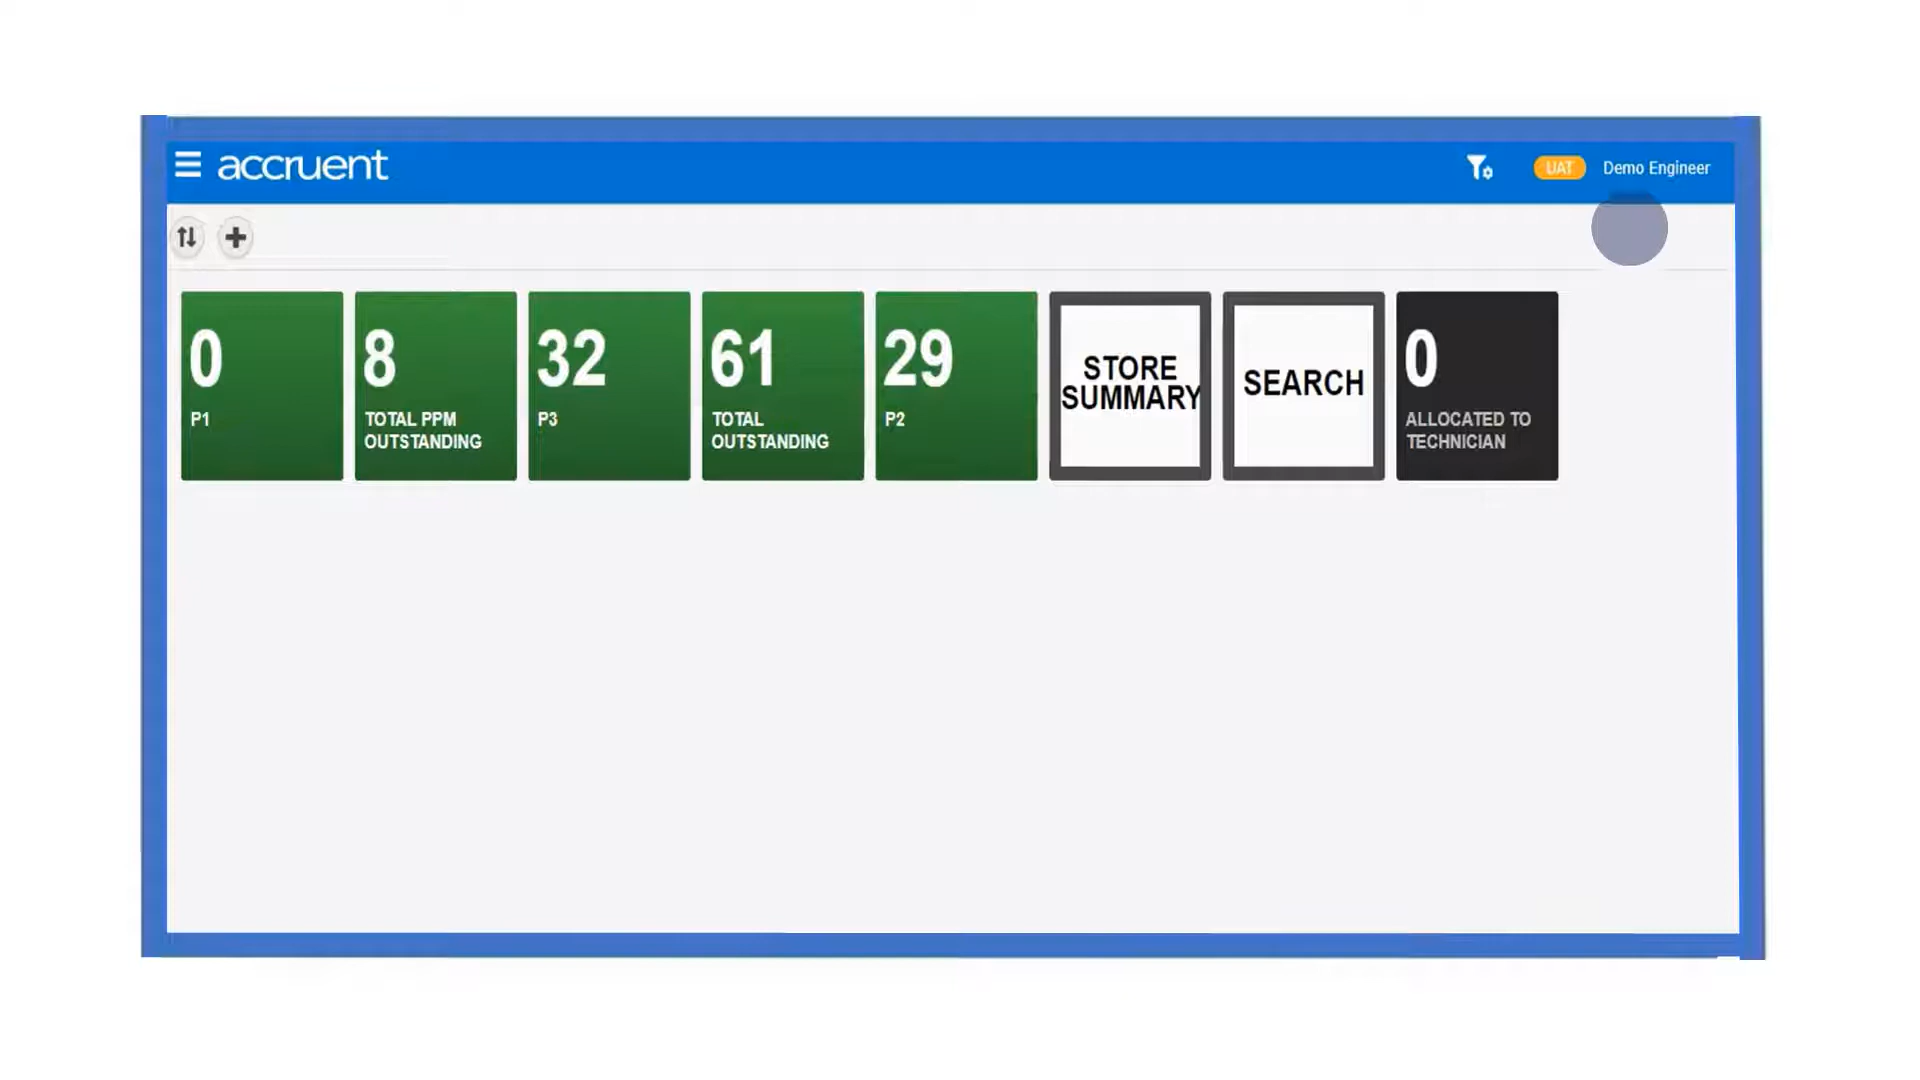 accruent
UAT
Demo Engineer
0
P1
8
TOTAL PPM
OUTSTANDING
32
P3
61
TOTAL
OUTSTANDING
29
P2
STORE
SUMMARY
SEARCH
0
ALLOCATED TO
TECHNICIAN